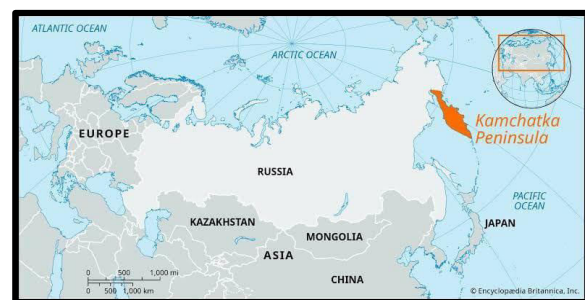 ATLANTIC OCEAN
ARCTIC OCEAN
EUROPE
Kamchatka
Peninsula
RUSSIA
PACIFIC
OCEAN
KAZAKHSTAN
MONGOLIA
JAPAN
ASIA
CHINA
0 500 1,000 mi
0 500 1,000 km
© Encyclopædia Britannica, Inc.